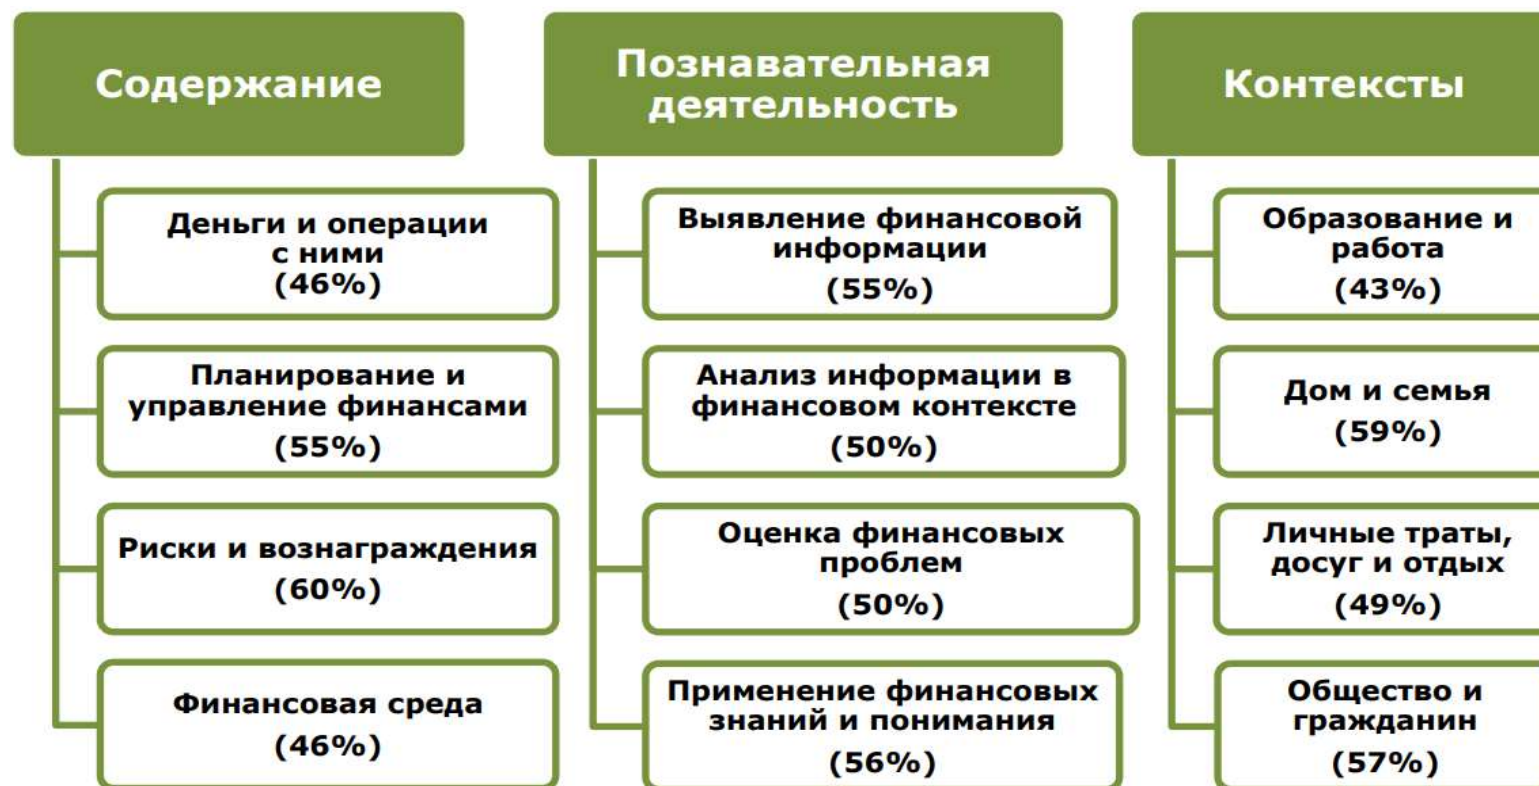 Содержание
Деньги и операции
с ними
(46%)
Планирование и
управление финансами
(55%)
Риски и вознаграждения
(60%)
Финансовая среда
(46%)
Познавательная
деятельность
Выявление финансовой
информации
(55%)
Анализ информации в
финансовом контексте
(50%)
Оценка финансовых
проблем
(50%)
Применение финансовых
знаний и понимания
(56%)
Контексты
Образование и
работа
(43%)
Дом и семья
(59%)
Личные траты,
досуг и отдых
(49%)
Общество и
гражданин
(57%)